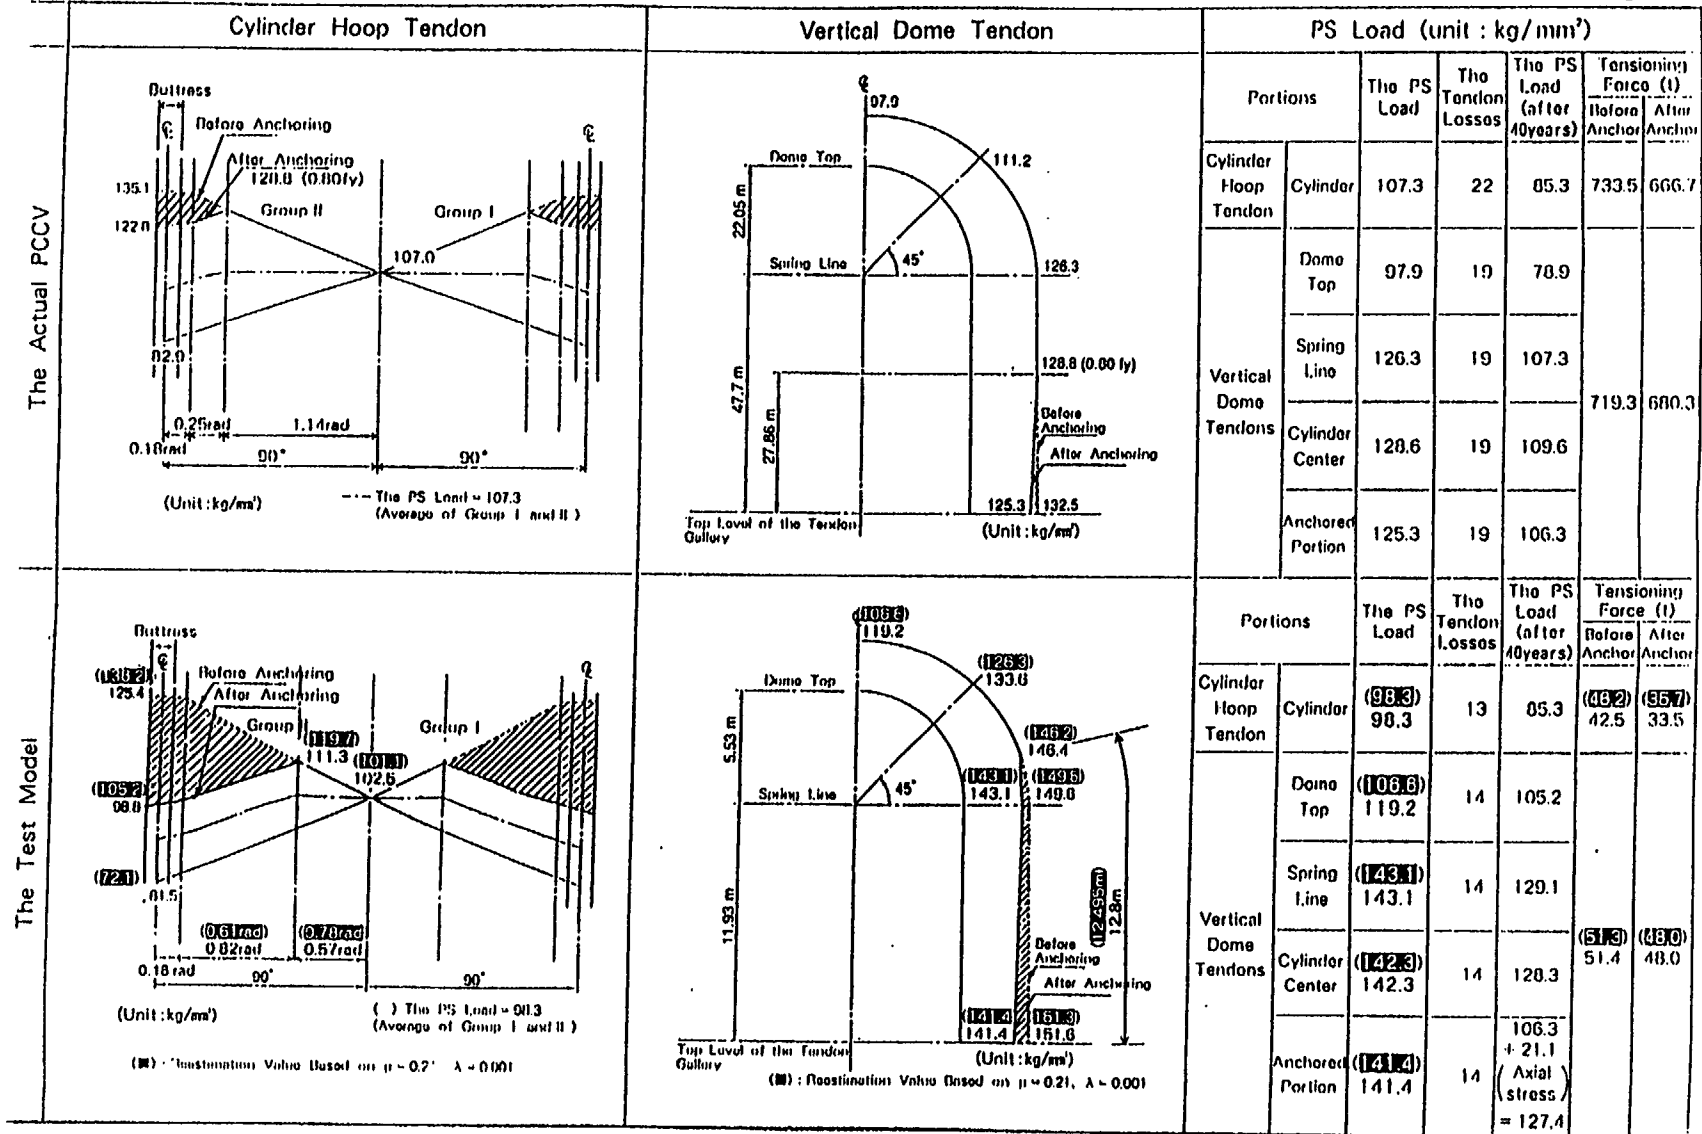 Cylinder Hoop Tendon
Vertical Dome Tendon
PS Load (unit : kg/mm²)
The Actual PCCV
Buttress
℄
℄
Before Anchoring
After Anchoring
128.8 (0.80fy)
135.1
Group II
Group I
107.0
0.25rad
1.14rad
0.18rad
90°
90°
(Unit:kg/mm²)
The PS Load = 107.3
(Average of Group I and II)
℄
97.9
Dome Top
111.2
22.05 m
Spring Line
45°
126.3
128.8 (0.80 fy)
47.7 m
27.86 m
Before
Anchoring
After Anchoring
125.3
132.5
Top Level of the Tendon
Gallery
(Unit:kg/mm²)
Portions
The PS
Load
The
Tendon
Losses
The PS
Load
(after
40years)
Tensioning
Force (t)
Before
Anchor
After
Anchor
Cylinder
Hoop
Tendon
Cylinder
107.3
22
85.3
733.5
666.7
Vertical
Dome
Tendons
Dome
Top
97.9
19
78.9
Spring
Line
126.3
19
107.3
719.3
680.3
Cylinder
Center
128.6
19
109.6
Anchored
Portion
125.3
19
106.3
The Test Model
Buttress
℄
℄
125.4
Before Anchoring
After Anchoring
Group I
(119.7)
111.3
(101.1)
102.6
(105.2)
98.8
(72.1)
(0.61rad)
0.82rad
(0.78rad)
0.57rad
0.18 rad
90°
90°
(Unit:kg/mm²)
( ) The PS Load = 98.3
(Average of Group I and II)
119.2
(126.3)
133.6
Dome Top
5.53 m
(146.2)
146.4
(143.1)
143.1
(149.6)
149.8
Spring Line
45°
11.93 m
(12.495m)
12.8m
Before
Anchoring
After Anchoring
(141.4)
141.4
(151.3)
151.6
Top Level of the Tendon
Gallery
(Unit:kg/mm²)
(■) : Reestimation Value Based on μ = 0.21, λ = 0.001
Portions
The PS
Load
The
Tendon
Losses
The PS
Load
(after
40years)
Tensioning
Force (t)
Before
Anchor
After
Anchor
Cylinder
Hoop
Tendon
Cylinder
(98.3)
98.3
13
85.3
(48.2)
42.5
(35.7)
33.5
Vertical
Dome
Tendons
Dome
Top
119.2
14
105.2
Spring
Line
(143.1)
143.1
14
129.1
(51.3)
51.4
(48.0)
48.0
Cylinder
Center
(142.3)
142.3
14
128.3
Anchored
Portion
(141.4)
141.4
14
106.3
+ 21.1
(Axial
stress)
= 127.4